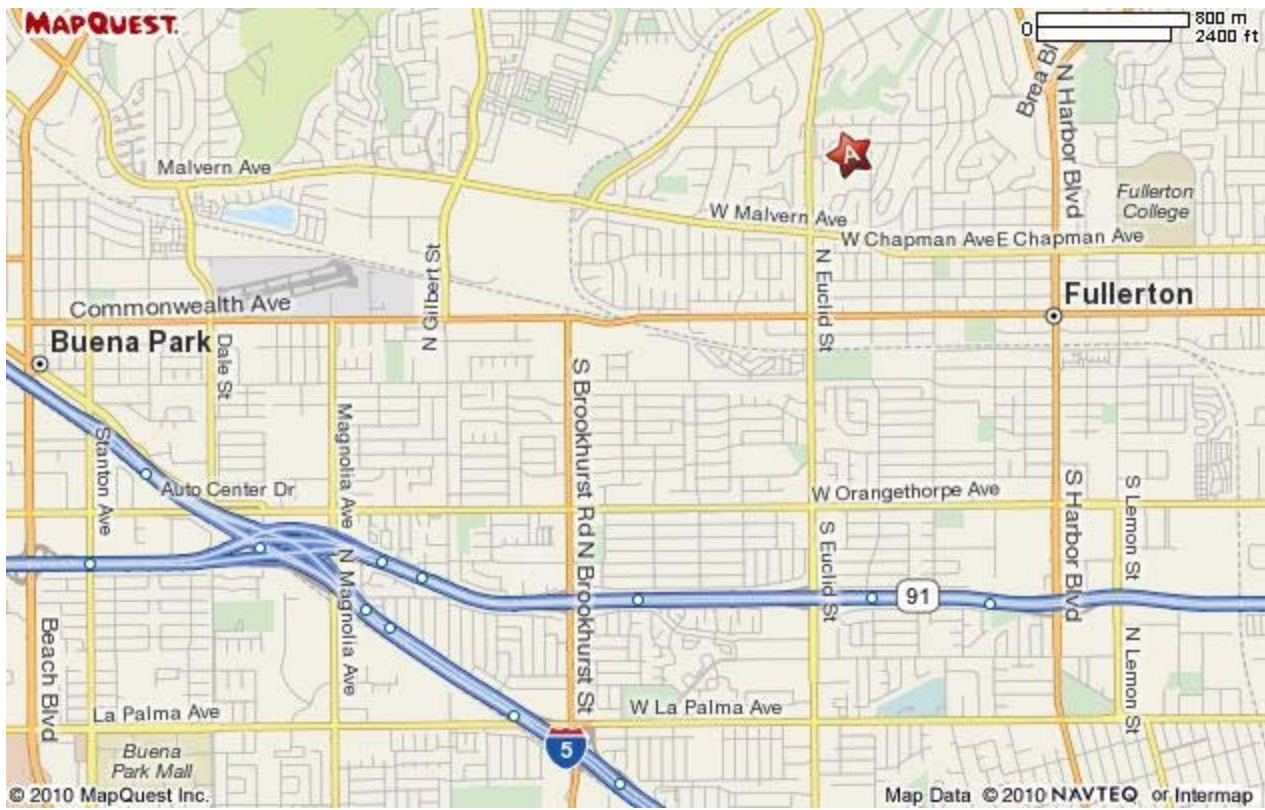 MAPQUEST.
0
800 m
2400 ft
Brea Bl
N Harbor Blvd
A
Malvern Ave
Fullerton
College
W Malvern Ave
W Chapman Ave
E Chapman Ave
N Gilbert St
N Euclid St
Commonwealth Ave
Fullerton
Buena Park
Dale St
S Brookhurst Rd
Magnolia Ave
Stanton Ave
Auto Center Dr
W Orangethorpe Ave
S Harbor Blvd
S Lemon St
S Euclid St
N Brookhurst St
N Magnolia Ave
91
Beach Blvd
N Lemon St
La Palma Ave
W La Palma Ave
5
Buena
Park Mall
© 2010 MapQuest Inc.
Map Data © 2010 NAVTEQ or Intermap